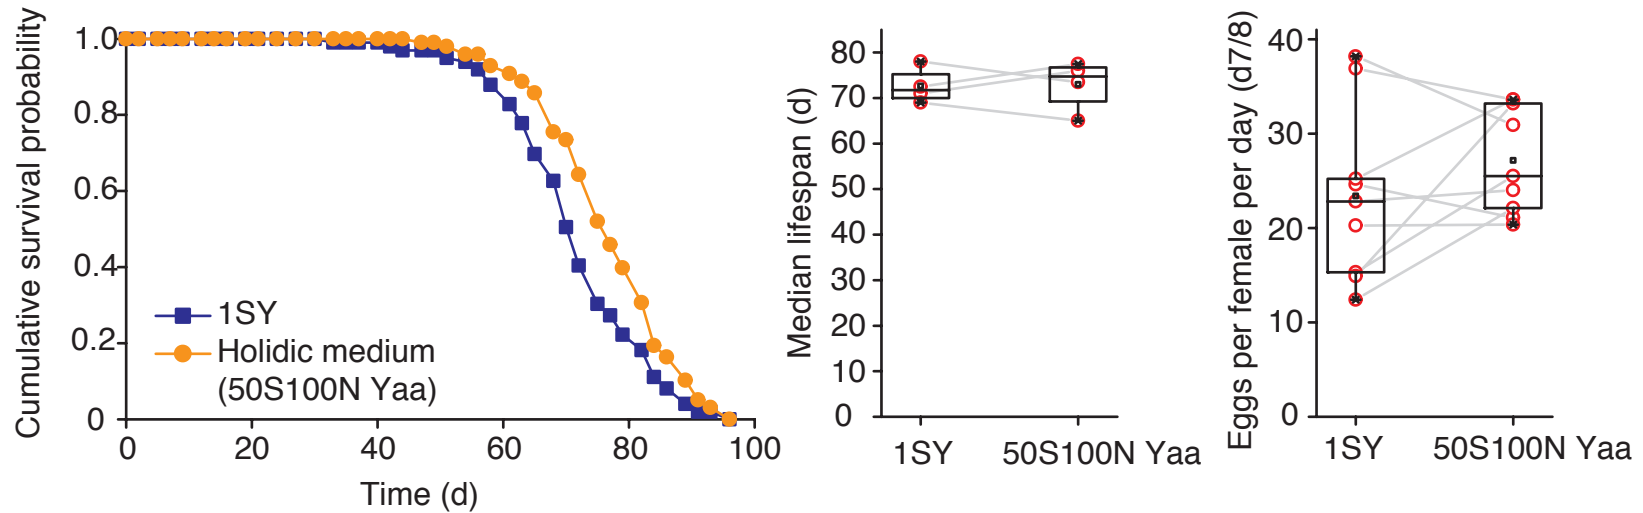 Cumulative survival probability
1.0
0.8
0.6
0.4
0.2
0
0 20 40 60 80 100
Time (d)
1SY
Holidic medium
(50S100N Yaa)
Median lifespan (d)
80
70
60
50
40
30
20
10
0
1SY 50S100N Yaa
Eggs per female per day (d7/8)
40
30
20
10
0
1SY 50S100N Yaa